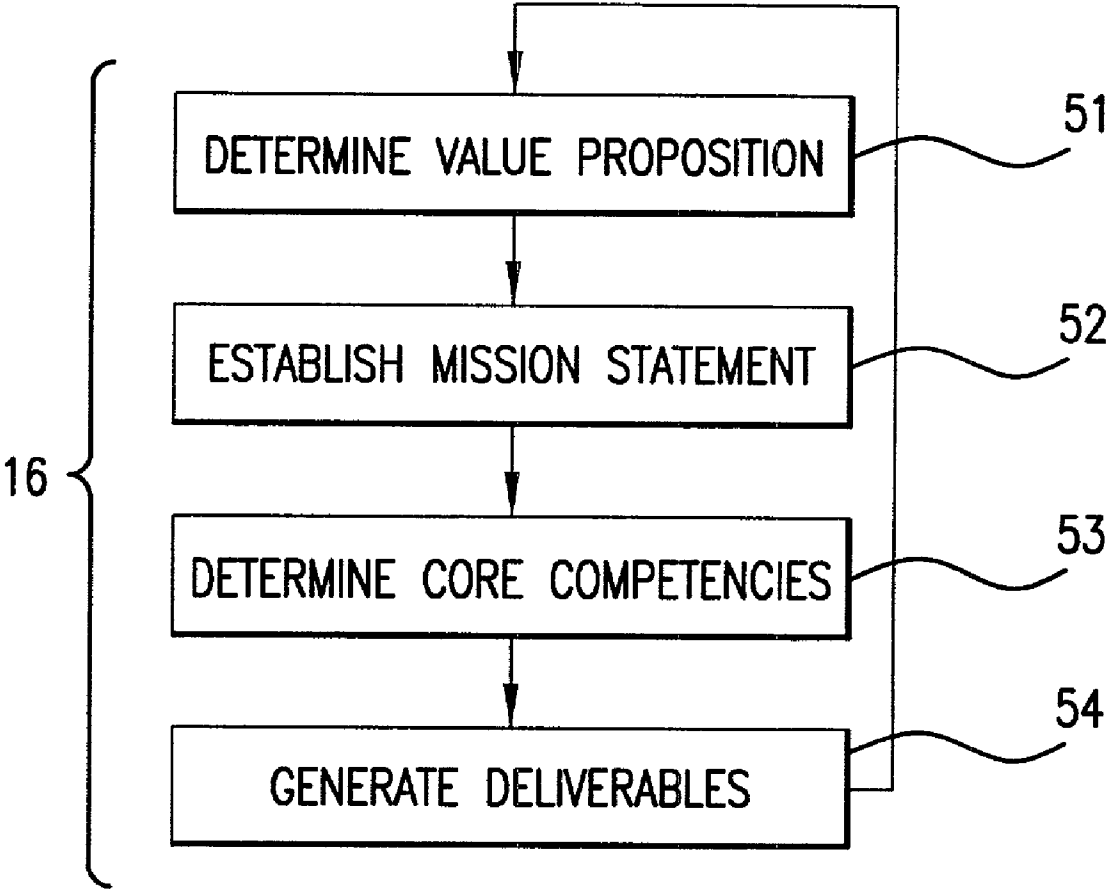 DETERMINE VALUE PROPOSITION
51
ESTABLISH MISSION STATEMENT
52
16
DETERMINE CORE COMPETENCIES
53
GENERATE DELIVERABLES
54